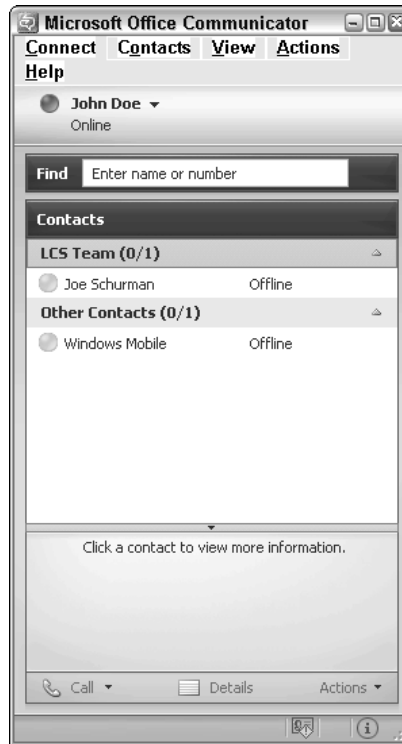 Microsoft Office Communicator
Connect Contacts View Actions
Help
John Doe
Online
Find Enter name or number
Contacts
LCS Team (0/1)
Joe Schurman Offline
Other Contacts (0/1)
Windows Mobile Offline
Click a contact to view more information.
Call Details Actions